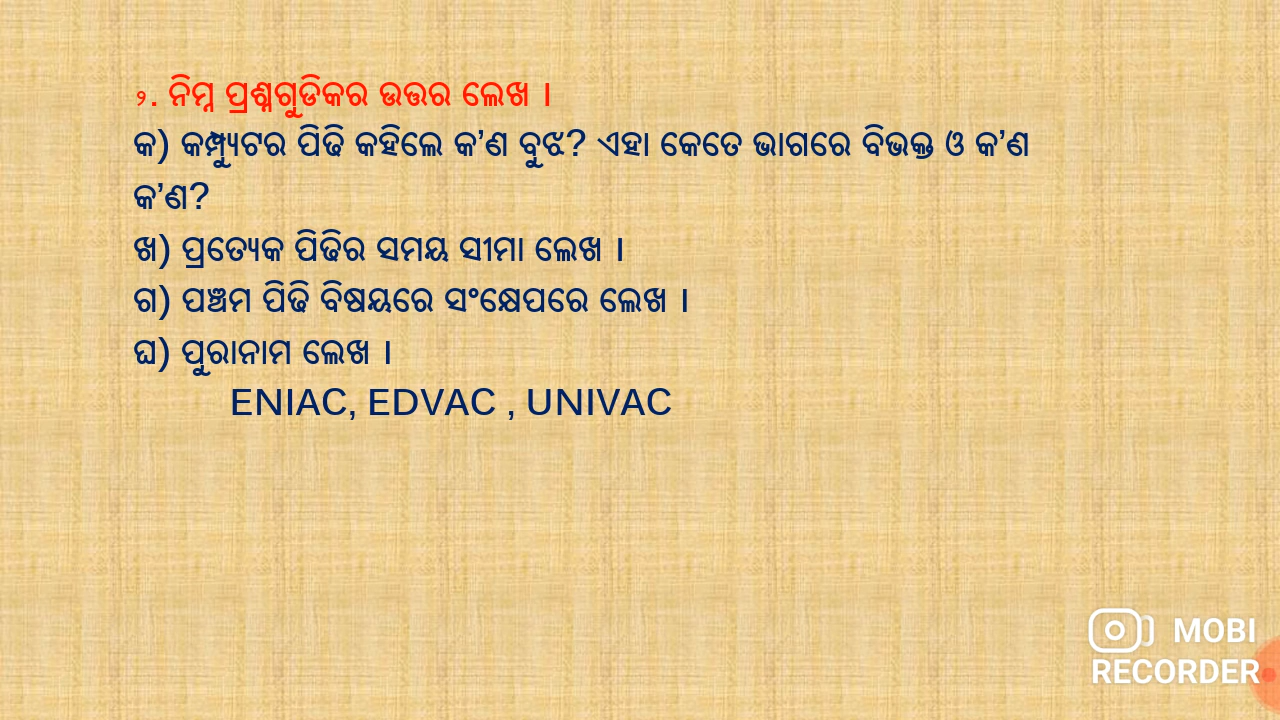 ୨. ନିମ୍ନ ପ୍ରଶ୍ନଗୁଡିକର ଉତ୍ତର ଲେଖ ।
କ) କମ୍ପ୍ୟୁଟର ପିଢି କହିଲେ କ’ଣ ବୁଝ? ଏହା କେତେ ଭାଗରେ ବିଭକ୍ତ ଓ କ’ଣ
କ’ଣ?
ଖ) ପ୍ରତ୍ୟେକ ପିଢିର ସମୟ ସୀମା ଲେଖ ।
ଗ) ପଞ୍ଚମ ପିଢି ବିଷୟରେ ସଂକ୍ଷେପରେ ଲେଖ ।
ଘ) ପୁରାନାମ ଲେଖ ।
ENIAC, EDVAC , UNIVAC
MOBI
RECORDER